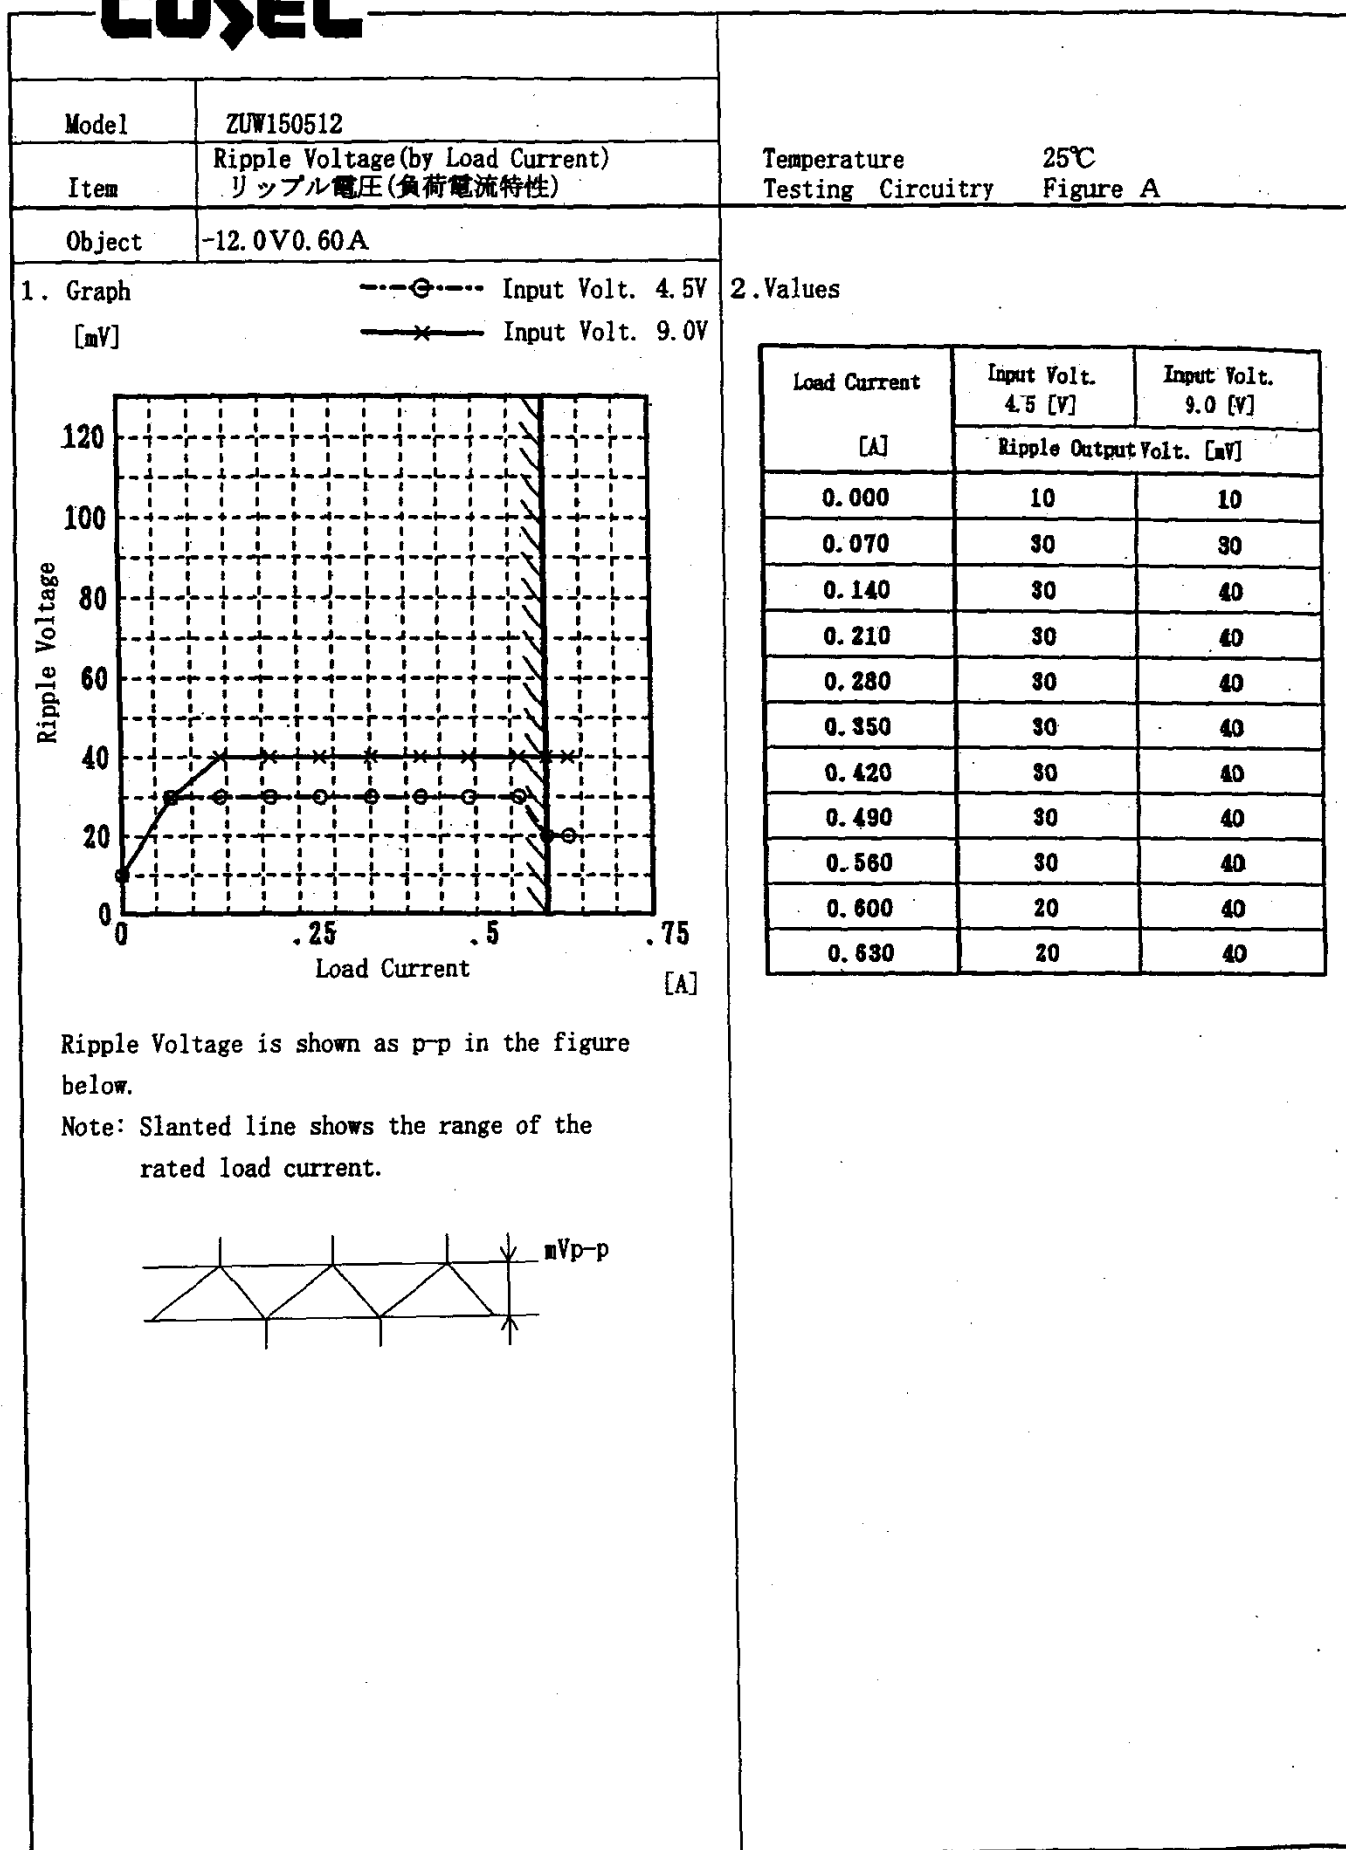 COSEL
Model ZUW150512
Item Ripple Voltage(by Load Current)
リップル電圧(負荷電流特性)
Temperature 25℃
Testing Circuitry Figure A
Object -12.0V0.60A
1. Graph
[mV]
Input Volt. 4.5V
Input Volt. 9.0V
120
100
80
60
40
20
0
Ripple Voltage
0 .25 .5 .75
Load Current
[A]
Ripple Voltage is shown as p-p in the figure
below.
Note: Slanted line shows the range of the
rated load current.
mVp-p
2.Values
Load Current Input Volt. Input Volt.
4.5 [V] 9.0 [V]
[A] Ripple Output Volt. [mV]
0.000 10 10
0.070 30 30
0.140 30 40
0.210 30 40
0.280 30 40
0.350 30 40
0.420 30 40
0.490 30 40
0.560 30 40
0.600 20 40
0.630 20 40